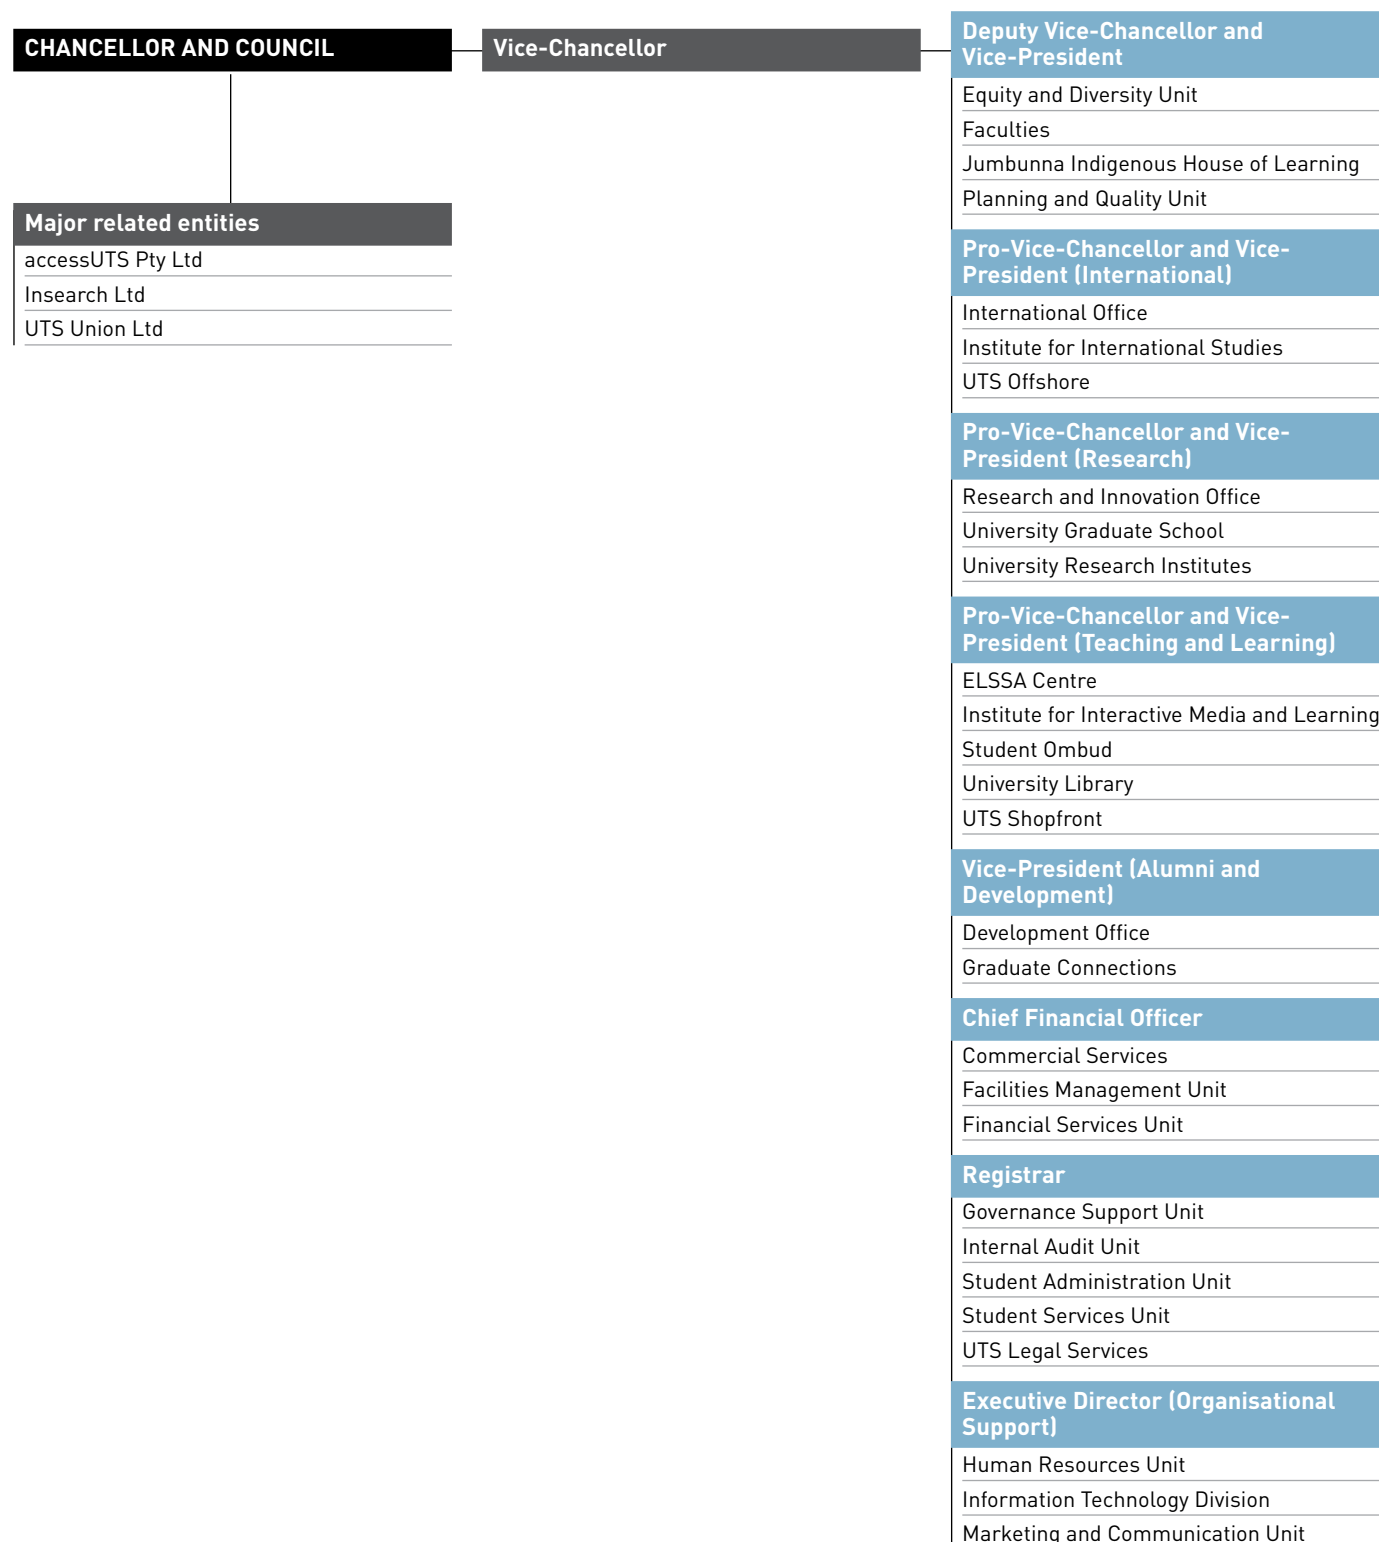 CHANCELLOR AND COUNCIL
Vice-Chancellor
Major related entities
accessUTS Pty Ltd
Insearch Ltd
UTS Union Ltd
Deputy Vice-Chancellor and
Vice-President
Equity and Diversity Unit
Faculties
Jumbunna Indigenous House of Learning
Planning and Quality Unit
Pro-Vice-Chancellor and Vice-
President (International)
International Office
Institute for International Studies
UTS Offshore
Pro-Vice-Chancellor and Vice-
President (Research)
Research and Innovation Office
University Graduate School
University Research Institutes
Pro-Vice-Chancellor and Vice-
President (Teaching and Learning)
ELSSA Centre
Institute for Interactive Media and Learning
Student Ombud
University Library
UTS Shopfront
Vice-President (Alumni and
Development)
Development Office
Graduate Connections
Chief Financial Officer
Commercial Services
Facilities Management Unit
Financial Services Unit
Registrar
Governance Support Unit
Internal Audit Unit
Student Administration Unit
Student Services Unit
UTS Legal Services
Executive Director (Organisational
Support)
Human Resources Unit
Information Technology Division
Marketing and Communication Unit